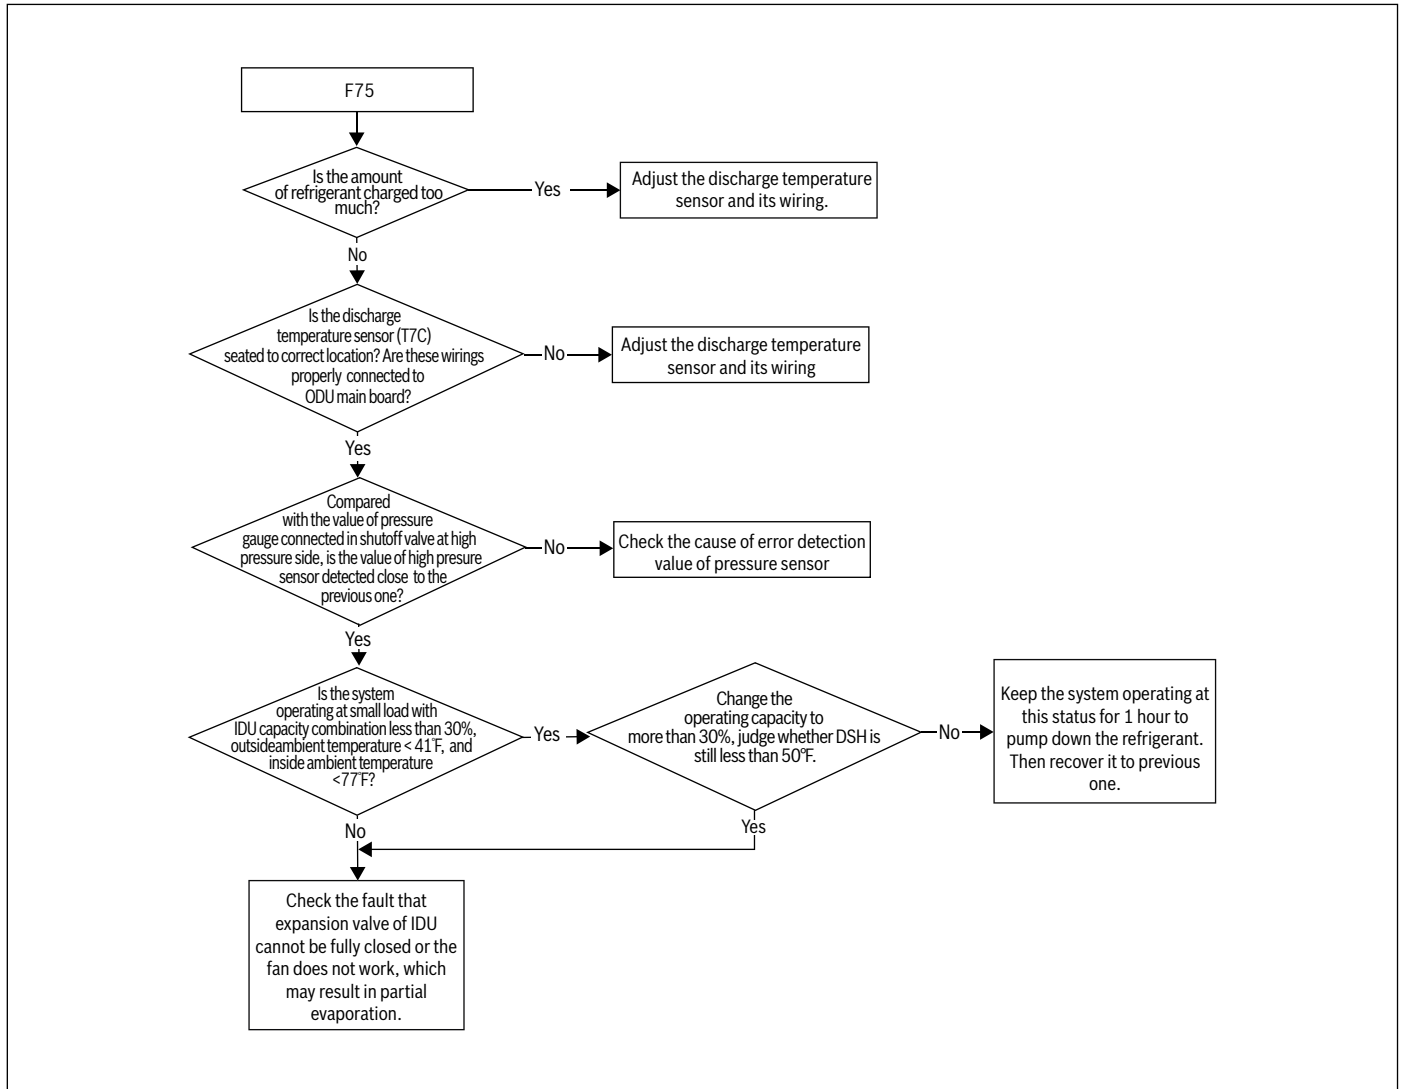 F75
Is the amount
of refrigerant charged too
much?
Yes
Adjust the discharge temperature
sensor and its wiring.
No
Is the discharge
temperature sensor (T7C)
seated to correct location? Are these wirings
properly connected to
ODU main board?
No
Adjust the discharge temperature
sensor and its wiring
Yes
Compared
with the value of pressure
gauge connected in shutoff valve at high
pressure side, is the value of high presure
sensor detected close to the
previous one?
No
Check the cause of error detection
value of pressure sensor
Yes
Is the system
operating at small load with
IDU capacity combination less than 30%,
outsideambient temperature < 41°F, and
inside ambient temperature
<77°F?
Yes
Change the
operating capacity to
more than 30%, judge whether DSH is
still less than 50°F.
No
Keep the system operating at
this status for 1 hour to
pump down the refrigerant.
Then recover it to previous
one.
No
Yes
Check the fault that
expansion valve of IDU
cannot be fully closed or the
fan does not work, which
may result in partial
evaporation.